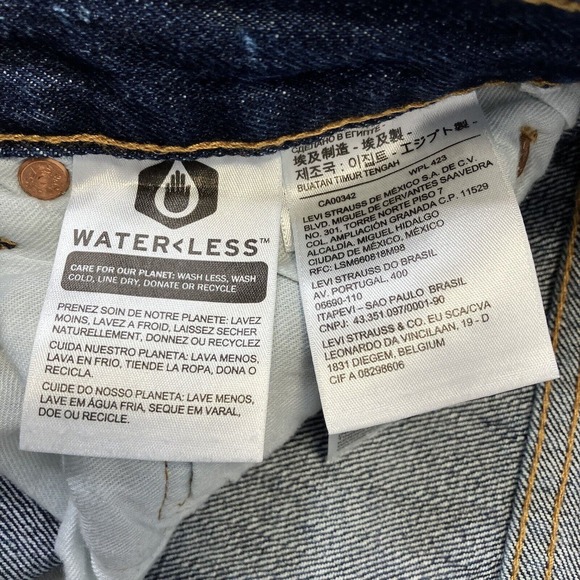 WATER<LESS™
CARE FOR OUR PLANET: WASH LESS, WASH
COLD, LINE DRY, DONATE OR RECYCLE
PRENEZ SOIN DE NOTRE PLANETE: LAVEZ
MOINS, LAVEZ A FROID, LAISSEZ SECHER
NATURELLEMENT, DONNEZ OU RECYCLEZ
CUIDA NUESTRO PLANETA: LAVA MENOS,
LAVA EN FRIO, TIENDE LA ROPA, DONA O
RECICLA.
CUIDE DO NOSSO PLANETA: LAVE MENOS,
LAVE EM ÁGUA FRIA, SEQUE EM VARAL,
DOE OU RECICLE.
СДЕЛАНО В ЕГИПТЕ
埃及制造 - 埃及製 -
제조국: 이집트 - エジプト製 -
BUATAN TIMUR TENGAH
CA00342 WPL 423
LEVI STRAUSS DE MÉXICO S.A. DE C.V.
BLVD. MIGUEL DE CERVANTES SAAVEDRA
NO. 301, TORRE NORTE PISO 7
COL. AMPLIACIÓN GRANADA C.P. 11529
ALCALDÍA. MIGUEL HIDALGO
CIUDAD DE MÉXICO, MÉXICO
RFC: LSM660818M98
LEVI STRAUSS DO BRASIL
AV. PORTUGAL, 400
06690-110
ITAPEVI - SAO PAULO BRASIL
CNPJ: 43.351.097/0001-90
LEVI STRAUSS & CO. EU SCA/CVA
LEONARDO DA VINCILAAN, 19 - D
1831 DIEGEM, BELGIUM
CIF A 08298606